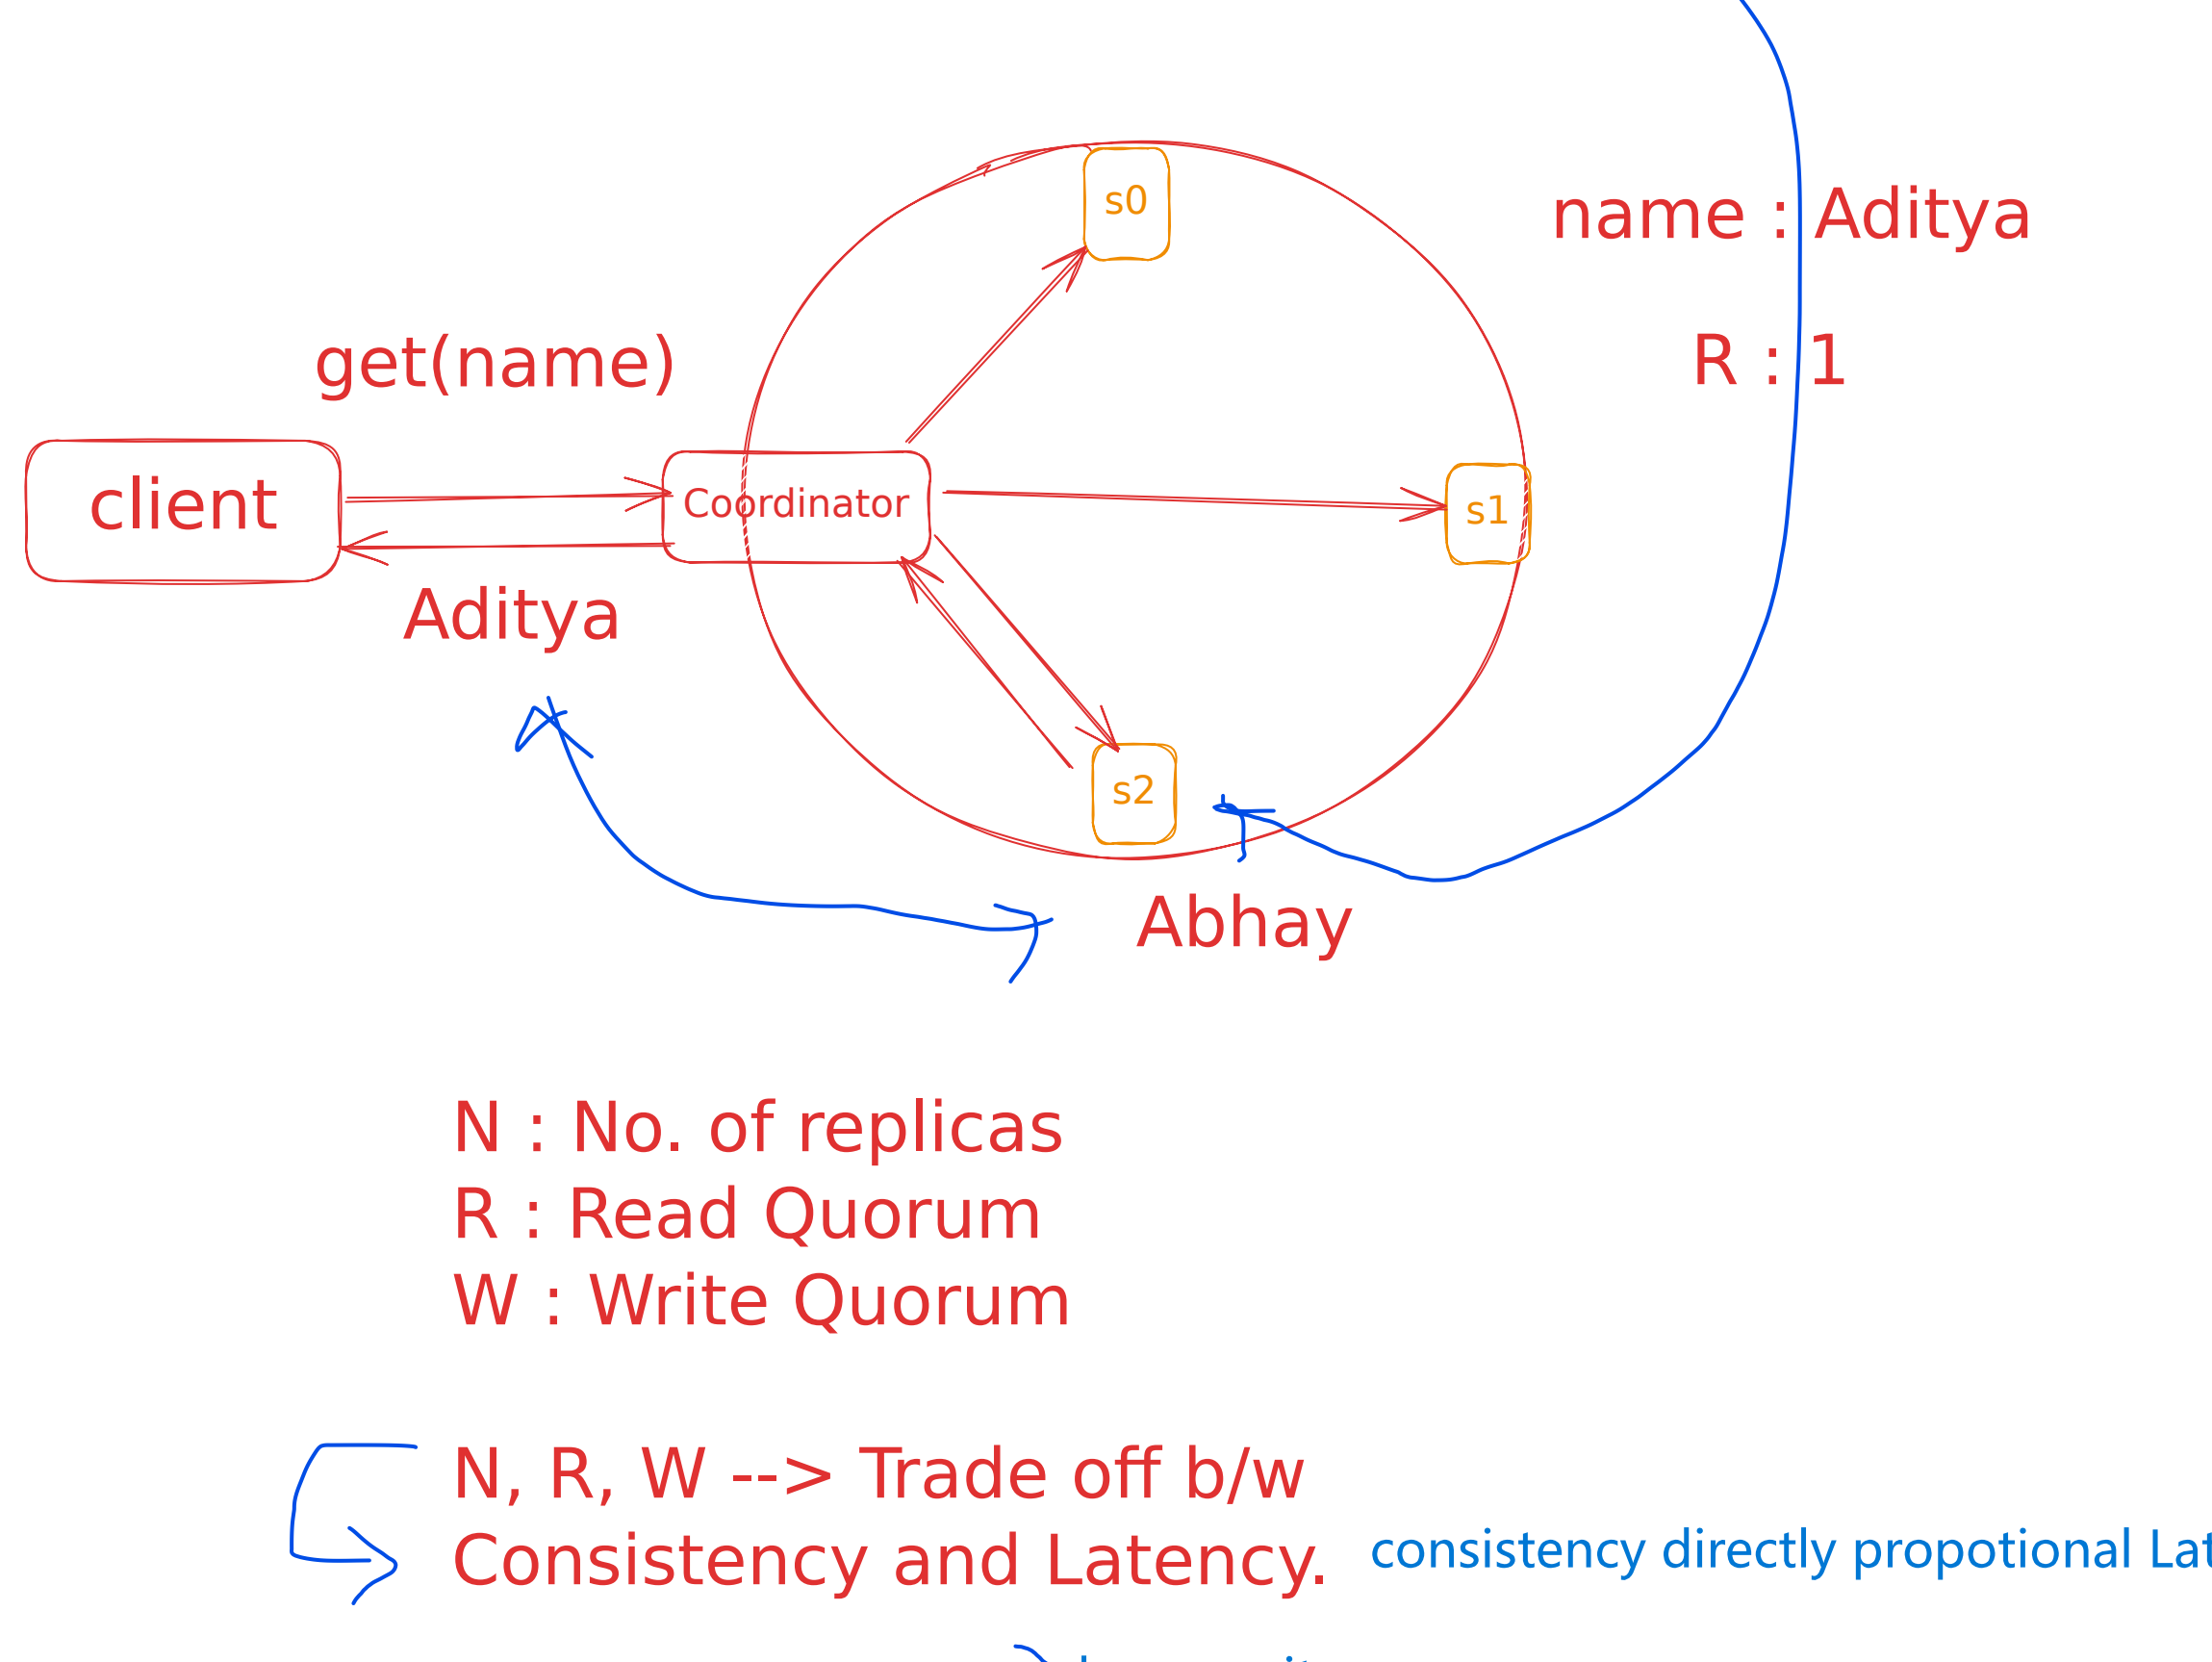 s0
name : Aditya
get(name)
R : 1
client
Coordinator
s1
Aditya
s2
Abhay
N : No. of replicas
R : Read Quorum
W : Write Quorum
N, R, W --> Trade off b/w
Consistency and Latency.
consistency directly propotional